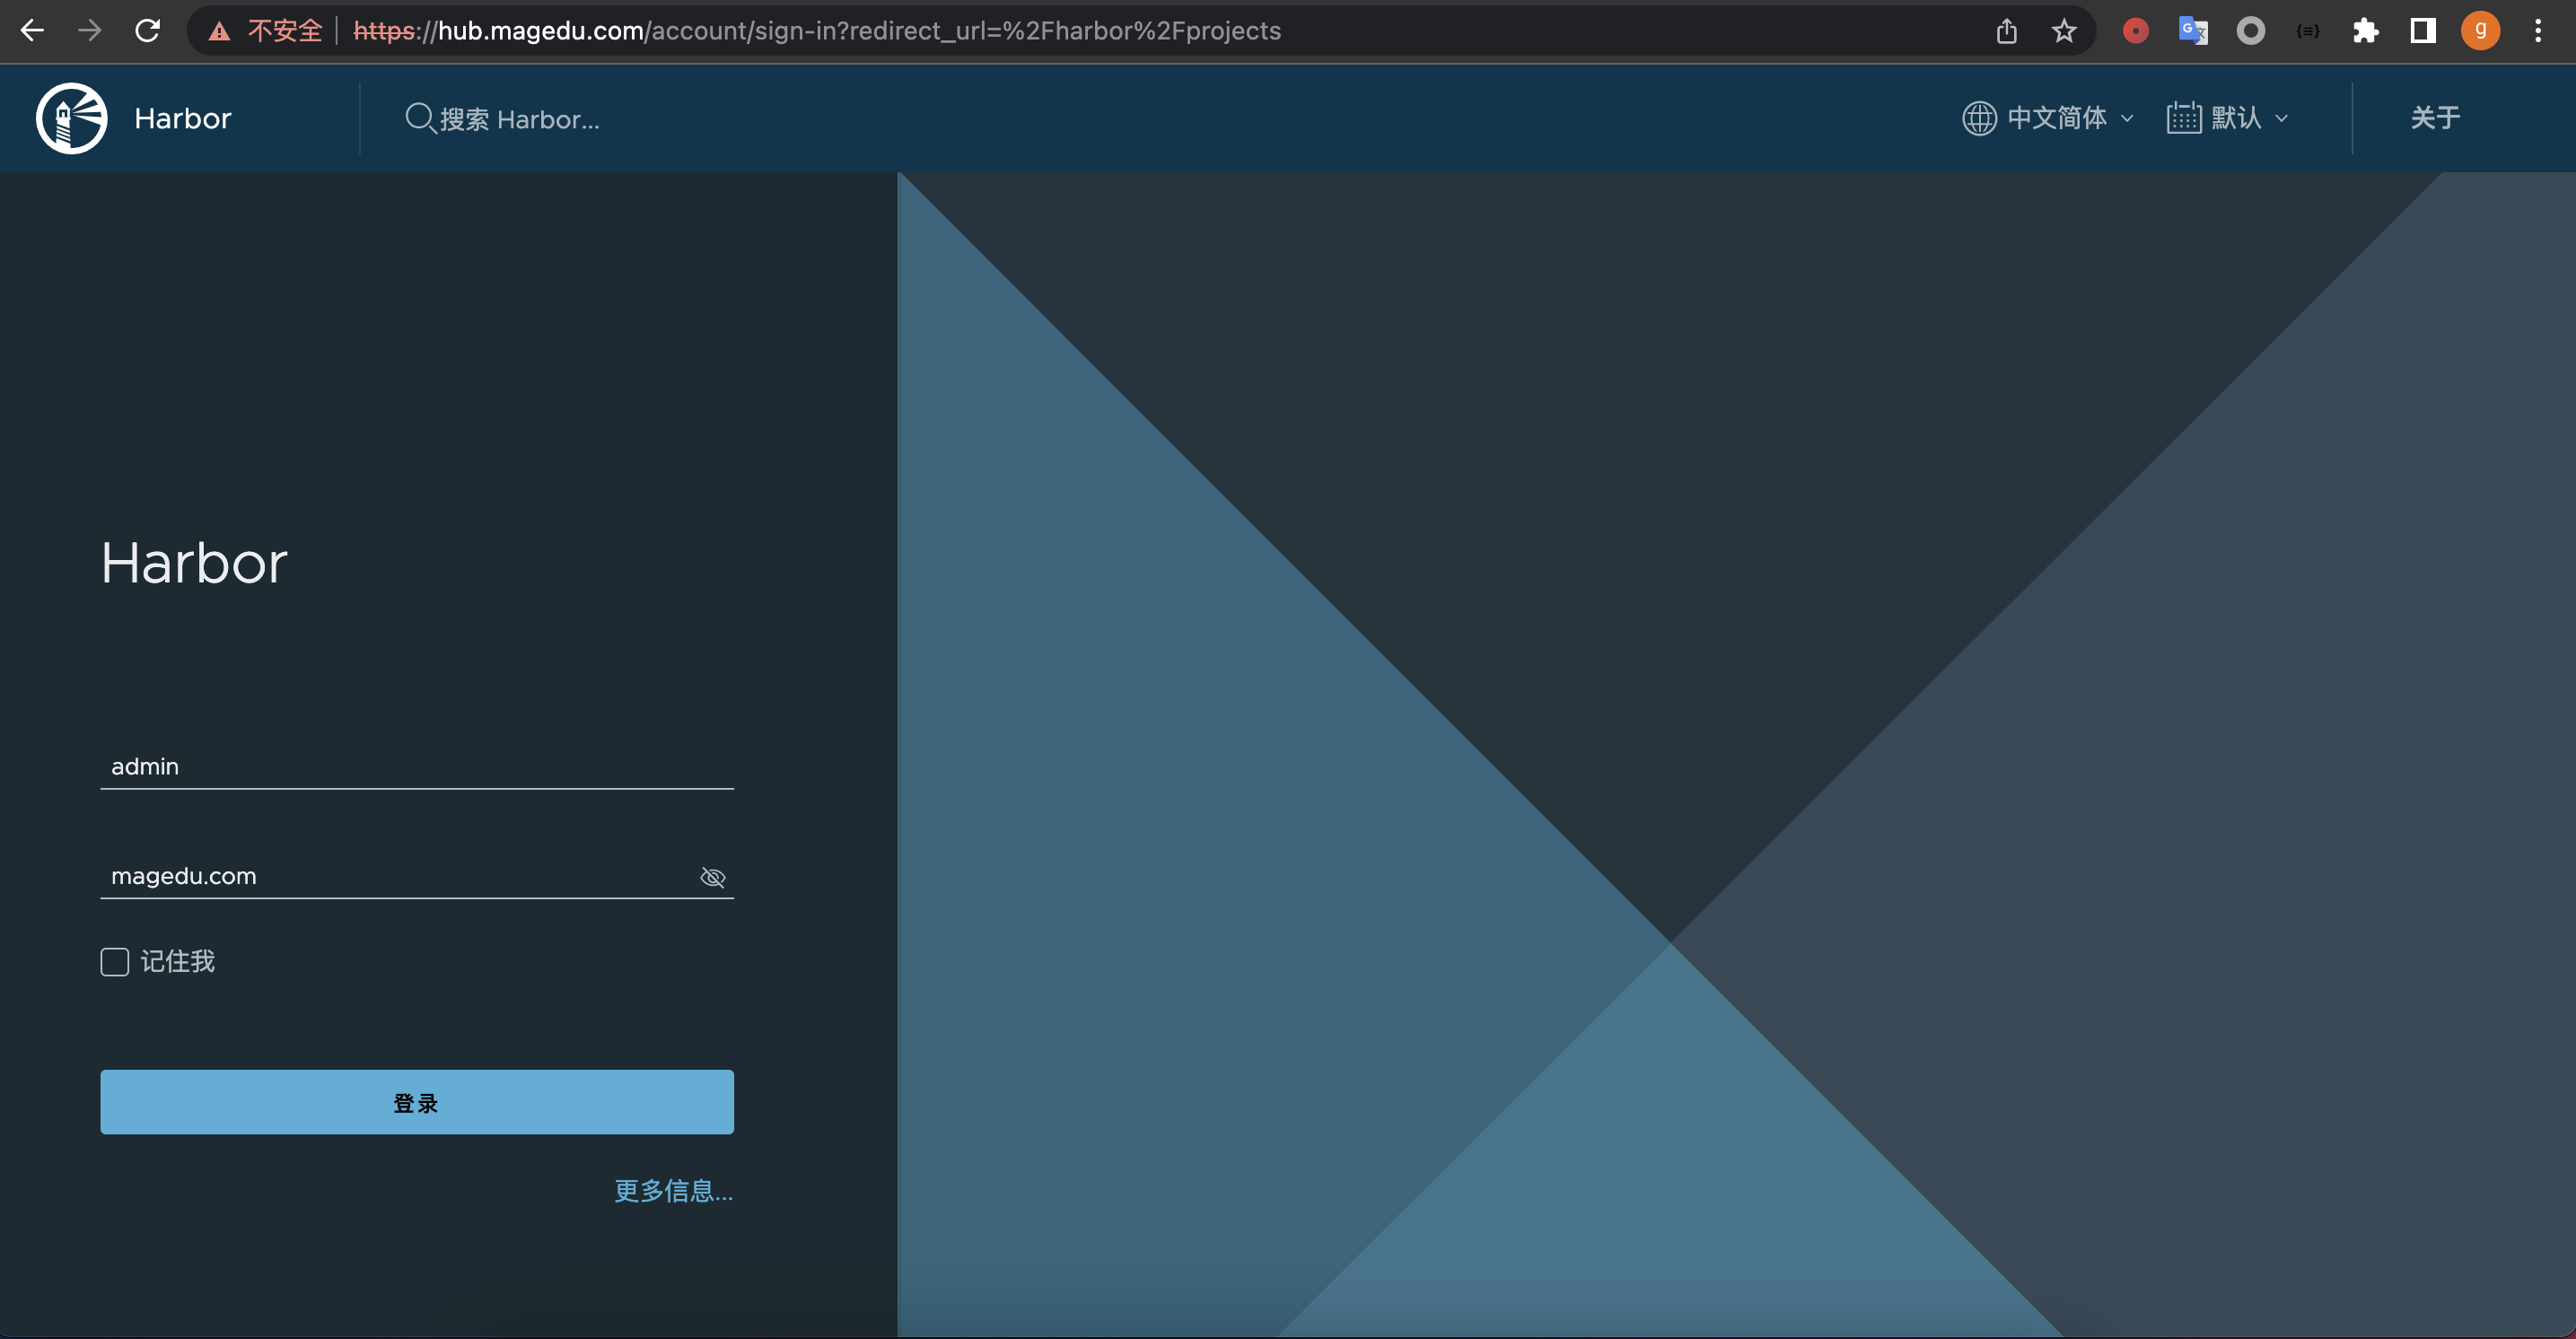 不安全 https://hub.magedu.com/account/sign-in?redirect_url=%2Fharbor%2Fprojects g
Harbor 搜索 Harbor... 中文简体 默认 关于
Harbor
admin
magedu.com
记住我
登录
更多信息...